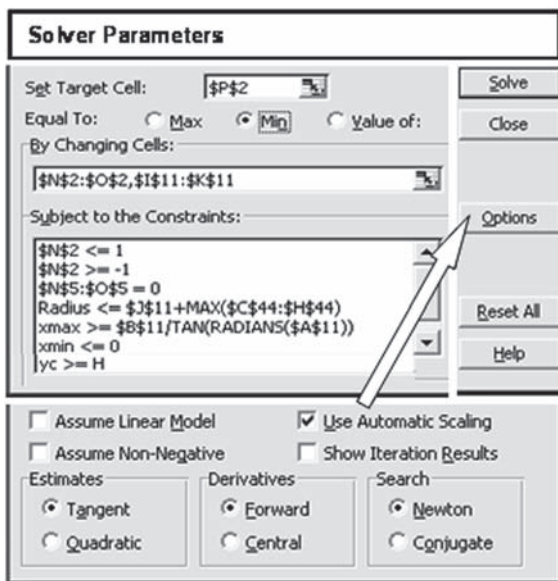 Solver Parameters
Set Target Cell: $P$2
Solve
Equal To: Max Min Value of:
Close
By Changing Cells:
$N$2:$O$2,$I$11:$K$11
Subject to the Constraints:
Options
$N$2 <= 1
$N$2 >= -1
$N$5:$O$5 = 0
Radius <= $J$11+MAX($C$44:$H$44)
xmax >= $B$11/TAN(RADIANS($A$11))
xmin <= 0
yc >= H
Reset All
Help
Assume Linear Model Use Automatic Scaling
Assume Non-Negative Show Iteration Results
Estimates Derivatives Search
Tangent Forward Newton
Quadratic Central Conjugate